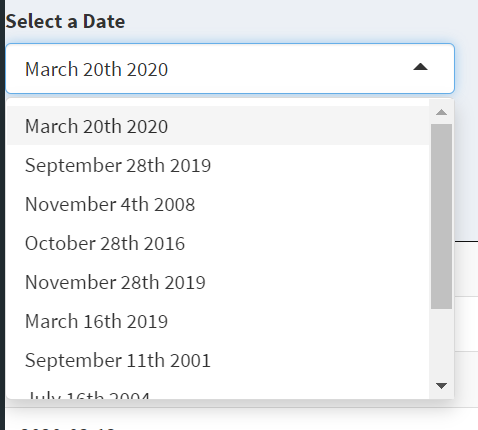 Select a Date
March 20th 2020
March 20th 2020
September 28th 2019
November 4th 2008
October 28th 2016
November 28th 2019
March 16th 2019
September 11th 2001
July 16th 2004